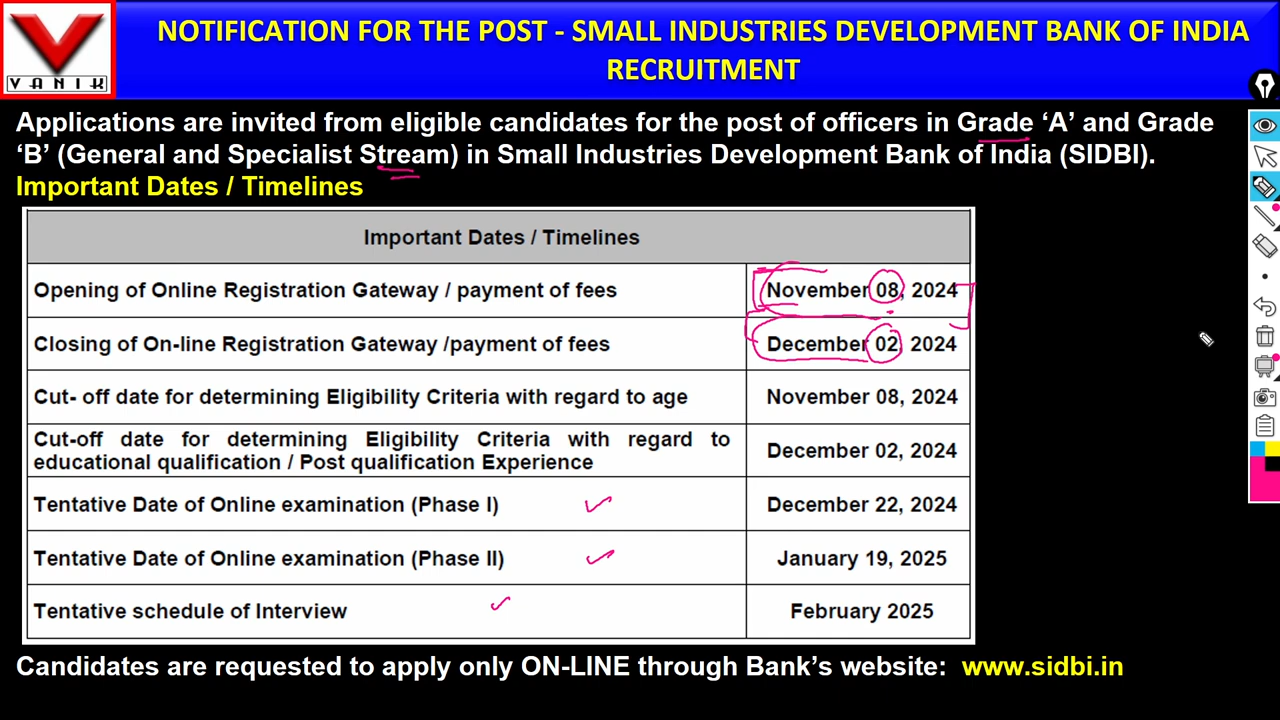 NOTIFICATION FOR THE POST - SMALL INDUSTRIES DEVELOPMENT BANK OF INDIA
RECRUITMENT
VANIK
Applications are invited from eligible candidates for the post of officers in Grade ‘A’ and Grade
‘B’ (General and Specialist Stream) in Small Industries Development Bank of India (SIDBI).
Important Dates / Timelines
Important Dates / Timelines
Opening of Online Registration Gateway / payment of fees November 08, 2024
Closing of On-line Registration Gateway /payment of fees December 02, 2024
Cut- off date for determining Eligibility Criteria with regard to age November 08, 2024
Cut-off date for determining Eligibility Criteria with regard to
educational qualification / Post qualification Experience December 02, 2024
Tentative Date of Online examination (Phase I) December 22, 2024
Tentative Date of Online examination (Phase II) January 19, 2025
Tentative schedule of Interview February 2025
Candidates are requested to apply only ON-LINE through Bank’s website: www.sidbi.in